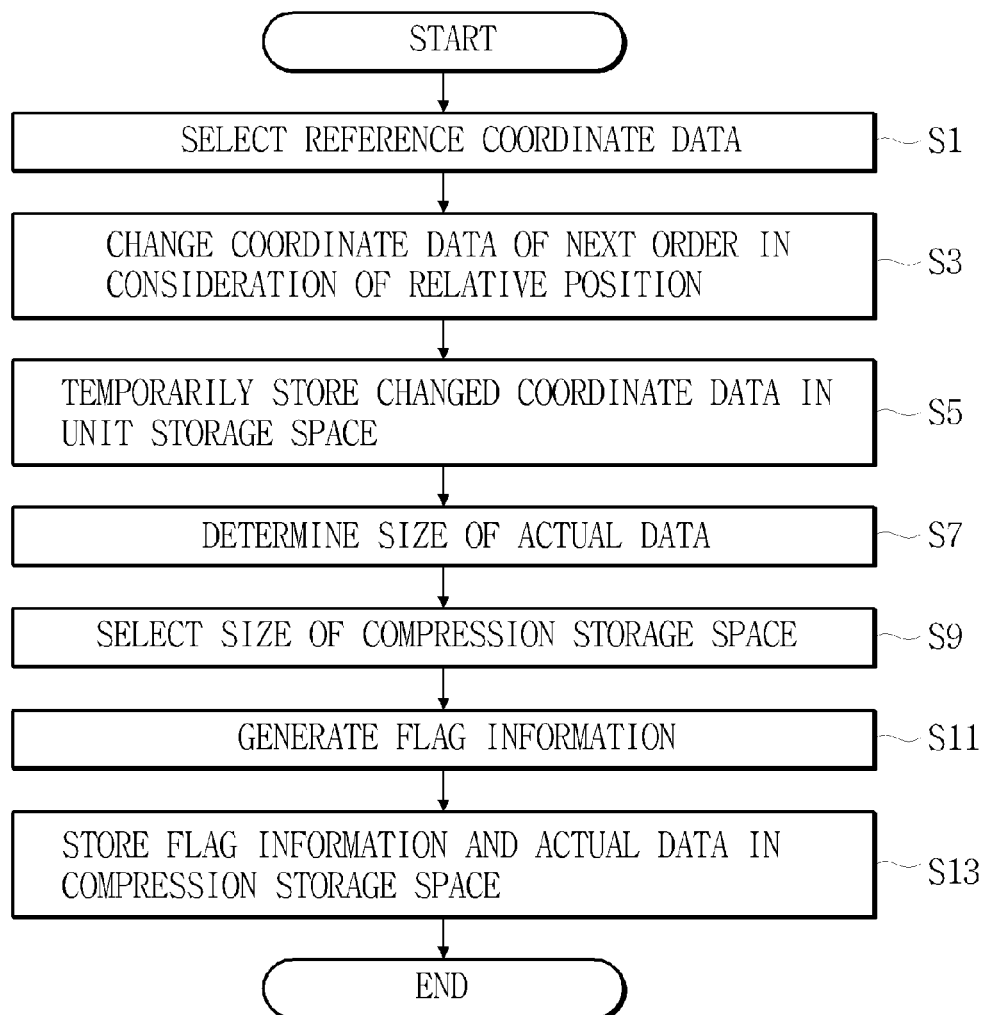 START
SELECT REFERENCE COORDINATE DATA
S1
CHANGE COORDINATE DATA OF NEXT ORDER IN
CONSIDERATION OF RELATIVE POSITION
S3
TEMPORARILY STORE CHANGED COORDINATE DATA IN
UNIT STORAGE SPACE
S5
DETERMINE SIZE OF ACTUAL DATA
S7
SELECT SIZE OF COMPRESSION STORAGE SPACE
S9
GENERATE FLAG INFORMATION
S11
STORE FLAG INFORMATION AND ACTUAL DATA IN
COMPRESSION STORAGE SPACE
S13
END